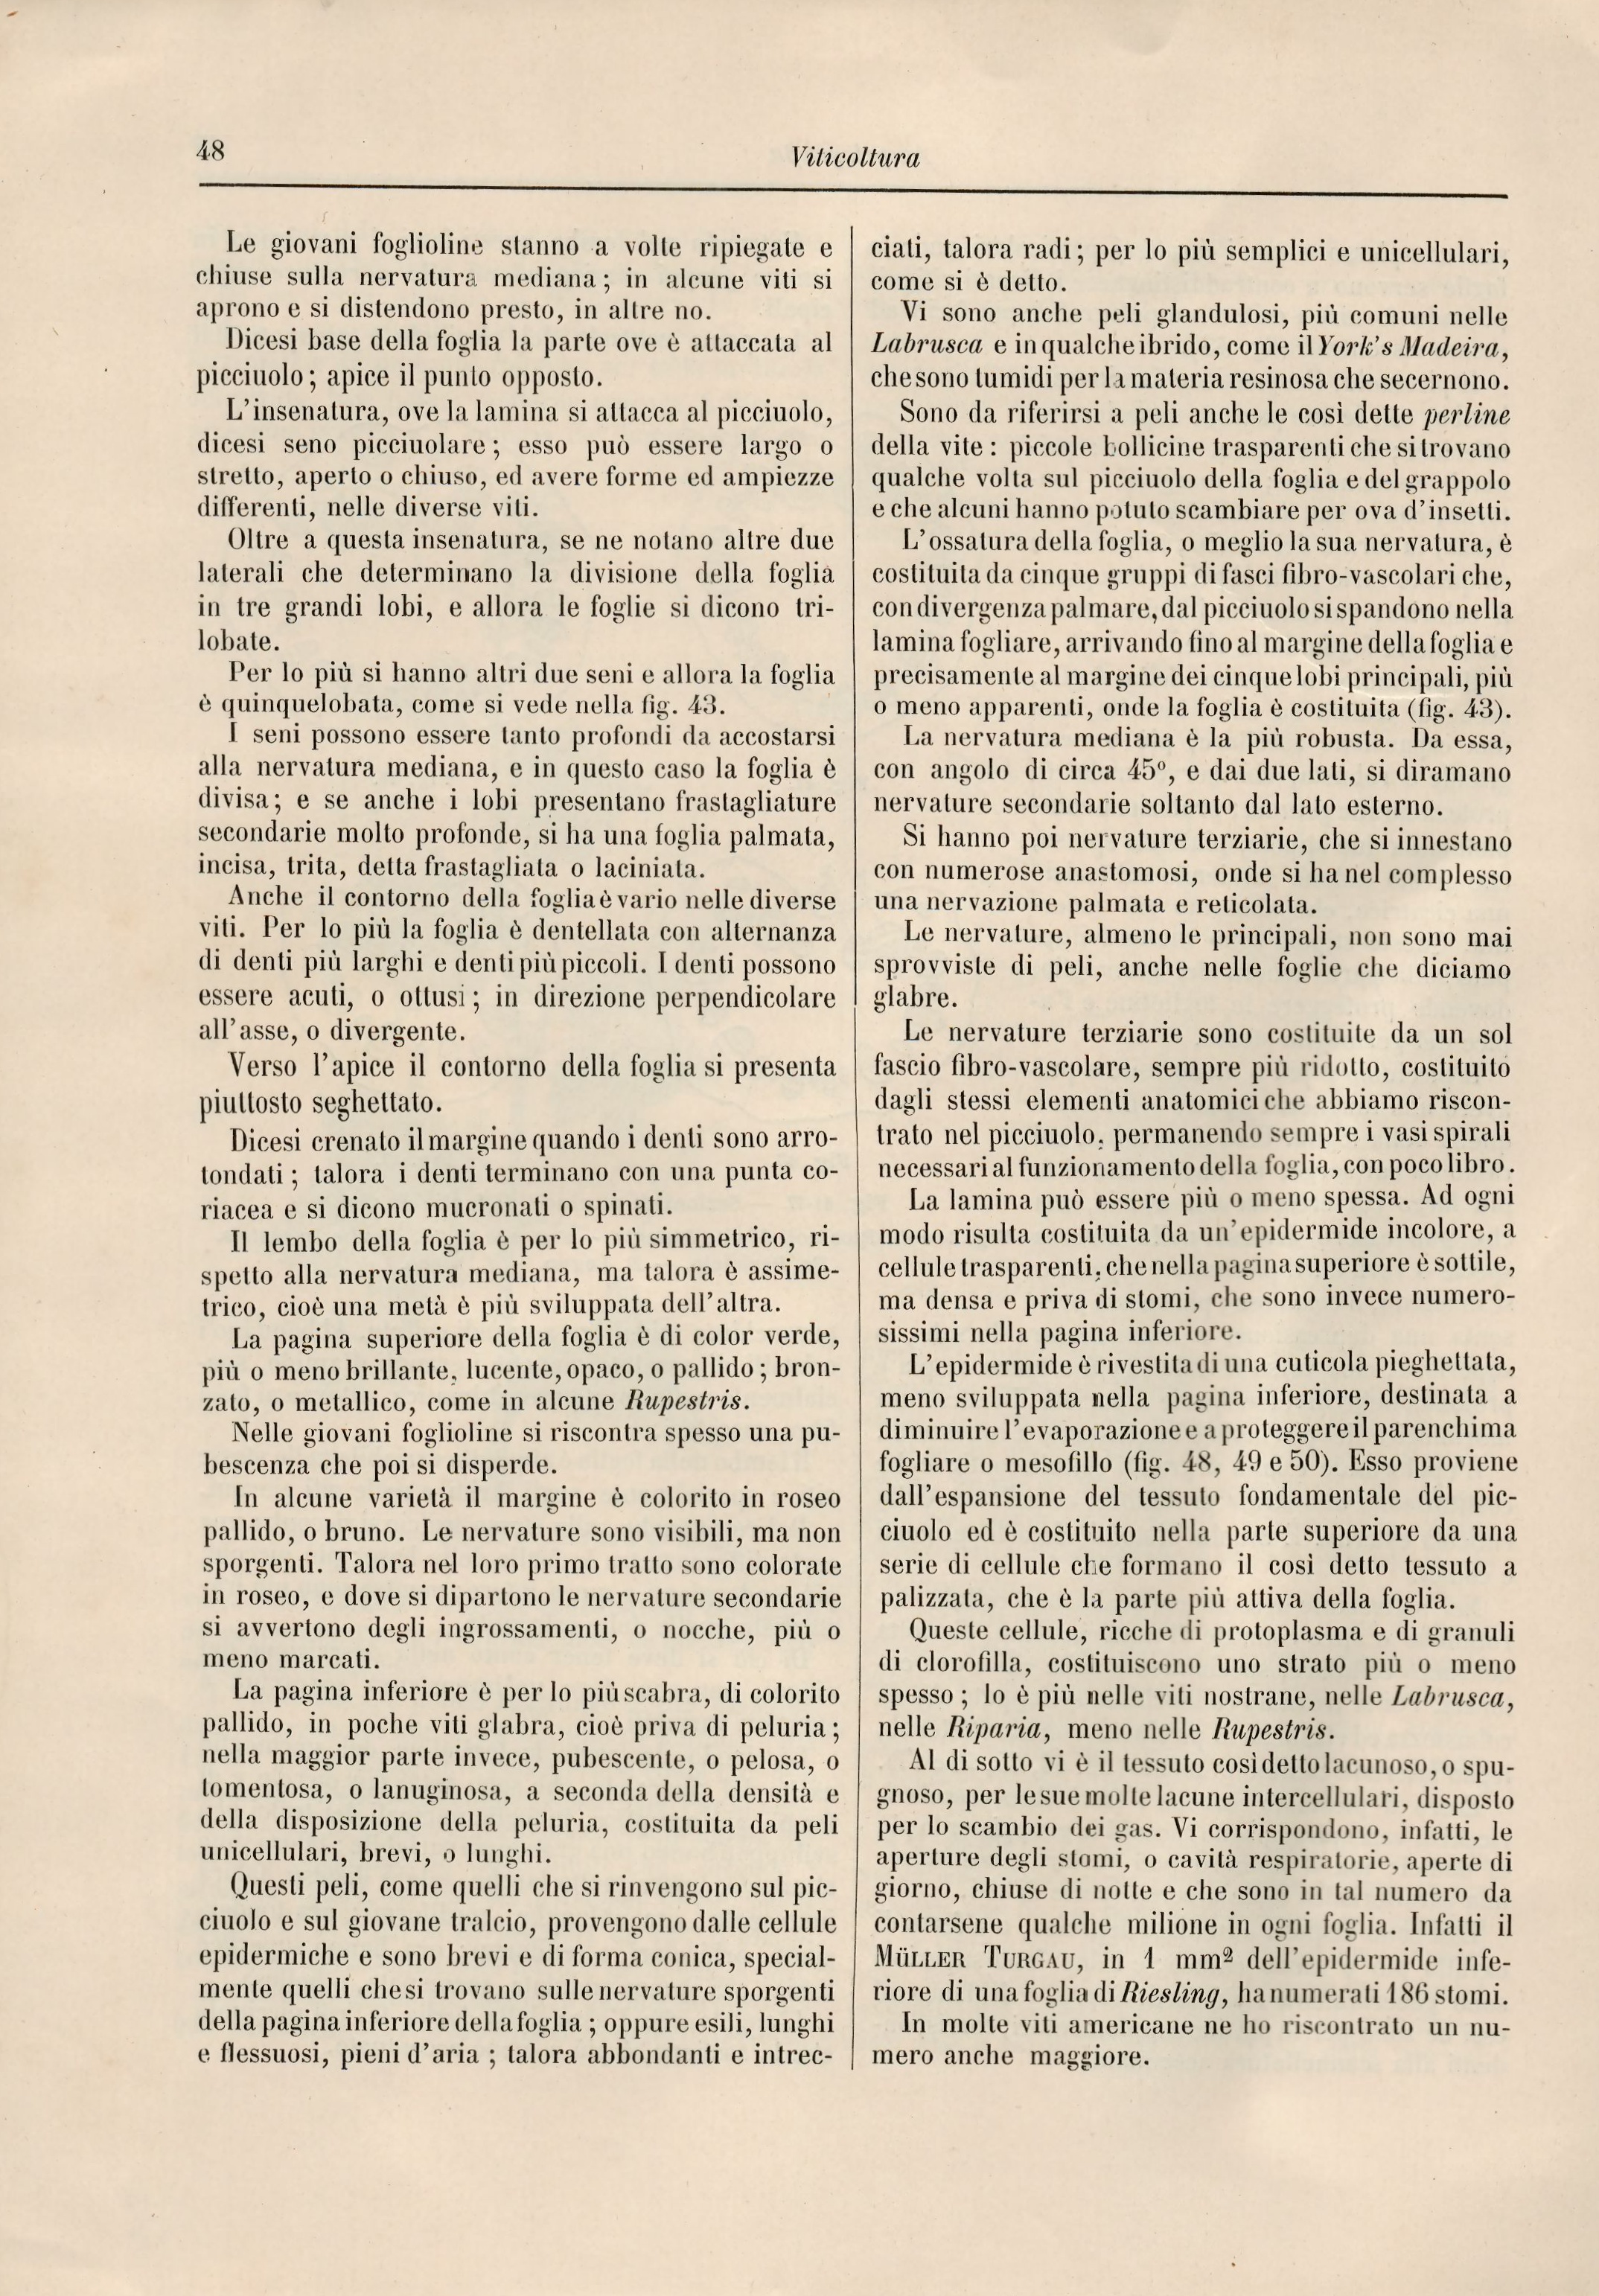 48
Viticoltura
Le giovani foglioline stanno a volte ripiegate e
chiuse sulla nervatura mediana; in alcune viti si
aprono e si distendono presto, in altre no.
Dicesi base della foglia la parte ove è attaccata al
picciuolo; apice il punto opposto.
L'insenatura, ove la lamina si attacca al picciuolo,
dicesi seno picciuolare; esso può essere largo o
stretto, aperto o chiuso, ed avere forme ed ampiezze
differenti, nelle diverse viti.
Oltre a questa insenatura, se ne notano altre due
laterali che determinano la divisione della foglia
in tre grandi lobi, e allora le foglie si dicono tri-
lobate.
Per lo più si hanno altri due seni e allora la foglia
è quinquelobata, come si vede nella fig. 43.
I seni possono essere tanto profondi da accostarsi
alla nervatura mediana, e in questo caso la foglia è
divisa; e se anche i lobi presentano frastagliature
secondarie molto profonde, si ha una foglia palmata,
incisa, trita, detta frastagliata o laciniata.
Anche il contorno della foglia è vario nelle diverse
viti. Per lo più la foglia è dentellata con alternanza
di denti più larghi e denti più piccoli. I denti possono
essere acuti, o ottusi; in direzione perpendicolare
all'asse, o divergente.
Verso l'apice il contorno della foglia si presenta
piuttosto seghettato.
Dicesi crenato il margine quando i denti sono arro-
tondati; talora i denti terminano con una punta co-
riacea e si dicono mucronati o spinati.
Il lembo della foglia è per lo più simmetrico, ri-
spetto alla nervatura mediana, ma talora è assime-
trico, cioè una metà è più sviluppata dell'altra.
La pagina superiore della foglia è di color verde,
più o meno brillante, lucente, opaco, o pallido; bron-
zato, o metallico, come in alcune Rupestris.
Nelle giovani foglioline si riscontra spesso una pu-
bescenza che poi si disperde.
In alcune varietà il margine è colorito in roseo
pallido, o bruno. Le nervature sono visibili, ma non
sporgenti. Talora nel loro primo tratto sono colorate
in roseo, e dove si dipartono le nervature secondarie
si avvertono degli ingrossamenti, o nocche, più o
meno marcati.
La pagina inferiore è per lo più scabra, di colorito
pallido, in poche viti glabra, cioè priva di peluria;
nella maggior parte invece, pubescente, o pelosa, o
tomentosa, o lanuginosa, a seconda della densità e
della disposizione della peluria, costituita da peli
unicellulari, brevi, o lunghi.
Questi peli, come quelli che si rinvengono sul pic-
ciuolo e sul giovane tralcio, provengono dalle cellule
epidermiche e sono brevi e di forma conica, special-
mente quelli che si trovano sulle nervature sporgenti
della pagina inferiore della foglia; oppure esili, lunghi
e flessuosi, pieni d'aria; talora abbondanti e intrec-
ciati, talora radi; per lo più semplici e unicellulari,
come si è detto.
Vi sono anche peli glandulosi, più comuni nelle
Labrusca e in qualche ibrido, come il York's Madeira,
che sono tumidi per la materia resinosa che secernono.
Sono da riferirsi a peli anche le così dette perline
della vite: piccole bollicine trasparenti che si trovano
qualche volta sul picciuolo della foglia e del grappolo
e che alcuni hanno potuto scambiare per ova d'insetti.
L'ossatura della foglia, o meglio la sua nervatura, è
costituita da cinque gruppi di fasci fibro-vascolari che,
con divergenza palmare, dal picciuolo si spandono nella
lamina fogliare, arrivando fino al margine della foglia e
precisamente al margine dei cinque lobi principali, più
o meno apparenti, onde la foglia è costituita (fig. 43).
La nervatura mediana è la più robusta. Da essa,
con angolo di circa 45°, e dai due lati, si diramano
nervature secondarie soltanto dal lato esterno.
Si hanno poi nervature terziarie, che si innestano
con numerose anastomosi, onde si ha nel complesso
una nervazione palmata e reticolata.
Le nervature, almeno le principali, non sono mai
sprovviste di peli, anche nelle foglie che diciamo
glabre.
Le nervature terziarie sono costituite da un sol
fascio fibro-vascolare, sempre più ridotto, costituito
dagli stessi elementi anatomici che abbiamo riscon-
trato nel picciuolo, permanendo sempre i vasi spirali
necessari al funzionamento della foglia, con poco libro.
La lamina può essere più o meno spessa. Ad ogni
modo risulta costituita da un'epidermide incolore, a
cellule trasparenti, che nella pagina superiore è sottile,
ma densa e priva di stomi, che sono invece numero-
sissimi nella pagina inferiore.
L'epidermide è rivestita di una cuticola pieghettata,
meno sviluppata nella pagina inferiore, destinata a
diminuire l'evaporazione e a proteggere il parenchima
fogliare o mesofillo (fig. 48, 49 e 50). Esso proviene
dall'espansione del tessuto fondamentale del pic-
ciuolo ed è costituito nella parte superiore da una
serie di cellule che formano il così detto tessuto a
palizzata, che è la parte più attiva della foglia.
Queste cellule, ricche di protoplasma e di granuli
di clorofilla, costituiscono uno strato più o meno
spesso; lo è più nelle viti nostrane, nelle Labrusca,
nelle Riparia, meno nelle Rupestris.
Al di sotto vi è il tessuto così detto lacunoso, o spu-
gnoso, per le sue molte lacune intercellulari, disposto
per lo scambio dei gas. Vi corrispondono, infatti, le
aperture degli stomi, o cavità respiratorie, aperte di
giorno, chiuse di notte e che sono in tal numero da
contarsene qualche milione in ogni foglia. Infatti il
MÜLLER TURGAU, in 1 mm² dell'epidermide infe-
riore di una foglia di Riesling, ha numerati 186 stomi.
In molte viti americane ne ho riscontrato un nu-
mero anche maggiore.